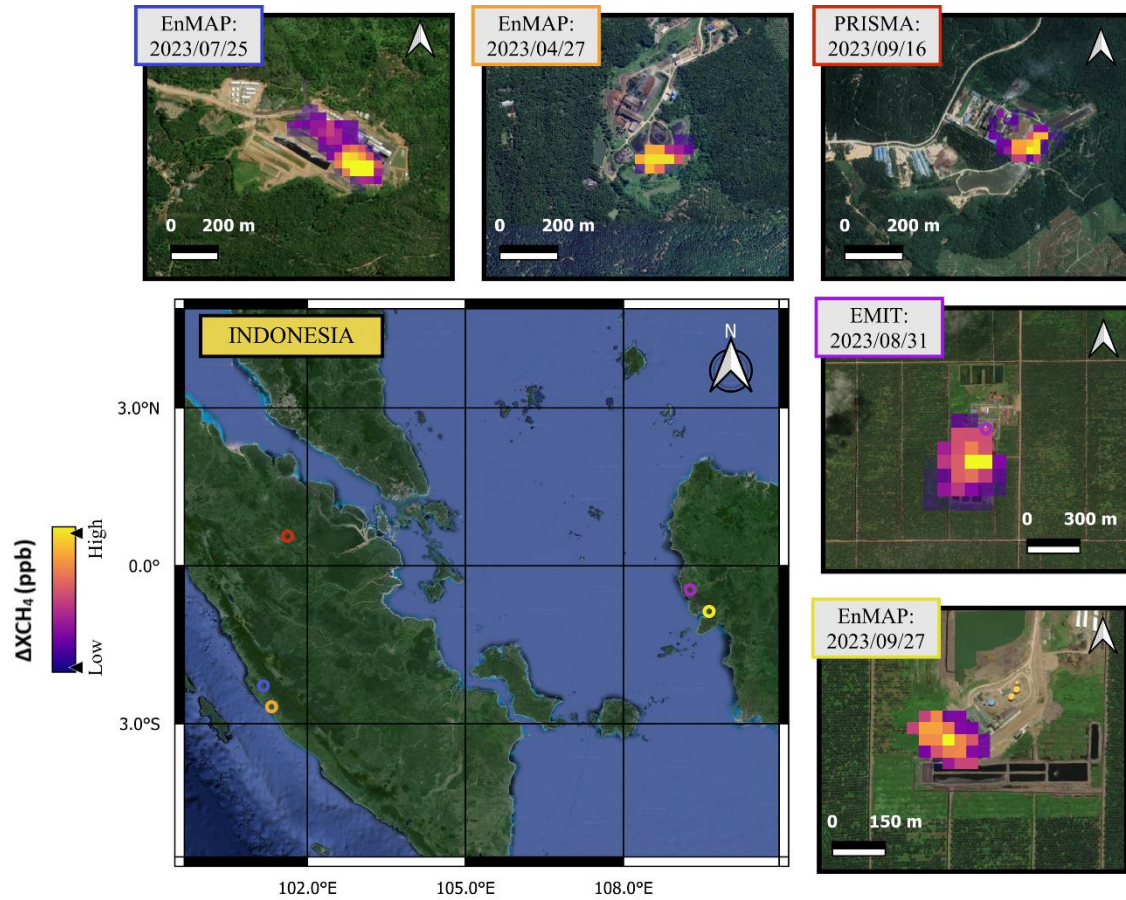 EnMAP:
2023/07/25
0 200 m
EnMAP:
2023/04/27
0 200 m
PRISMA:
2023/09/16
0 200 m
INDONESIA
N
3.0°N
0.0°
3.0°S
102.0°E 105.0°E 108.0°E
ΔXCH₄ (ppb)
High
Low
EMIT:
2023/08/31
0 300 m
EnMAP:
2023/09/27
0 150 m